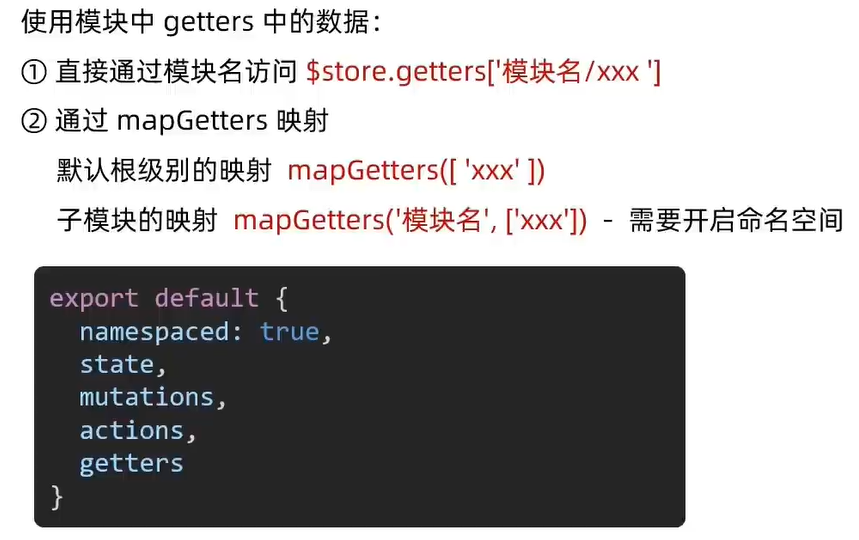 使用模块中 getters 中的数据：
① 直接通过模块名访问 $store.getters['模块名/xxx ']
② 通过 mapGetters 映射
默认根级别的映射 mapGetters([ 'xxx' ])
子模块的映射 mapGetters('模块名', ['xxx']) - 需要开启命名空间
export default {
  namespaced: true,
  state,
  mutations,
  actions,
  getters
}